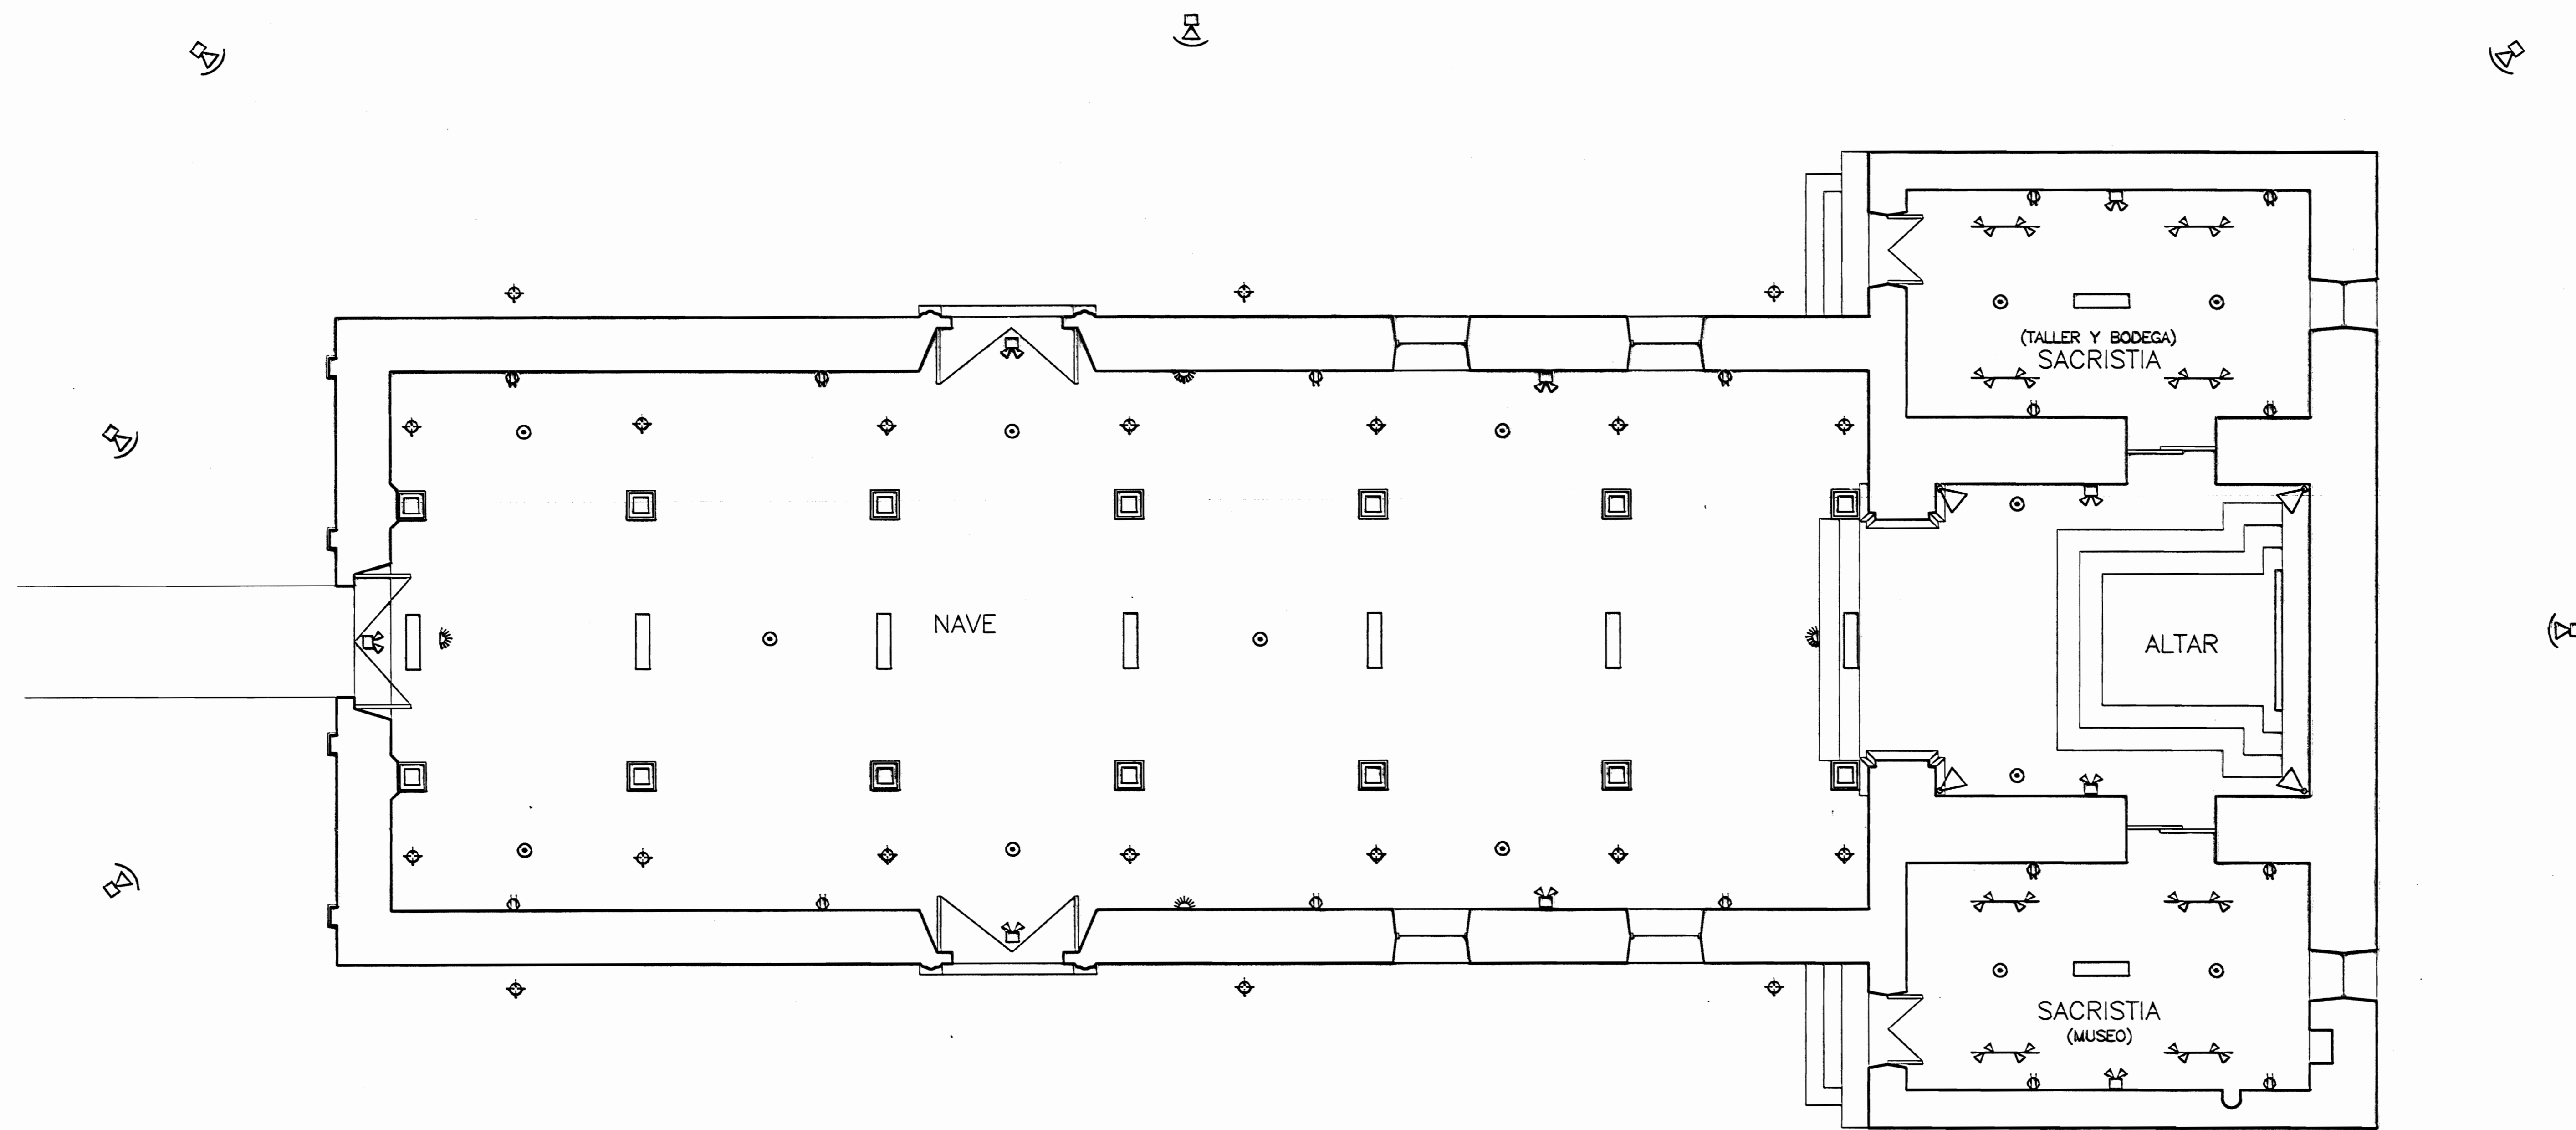 (TALLER Y BODEGA)
SACRISTIA
NAVE
ALTAR
SACRISTIA
(MUSEO)